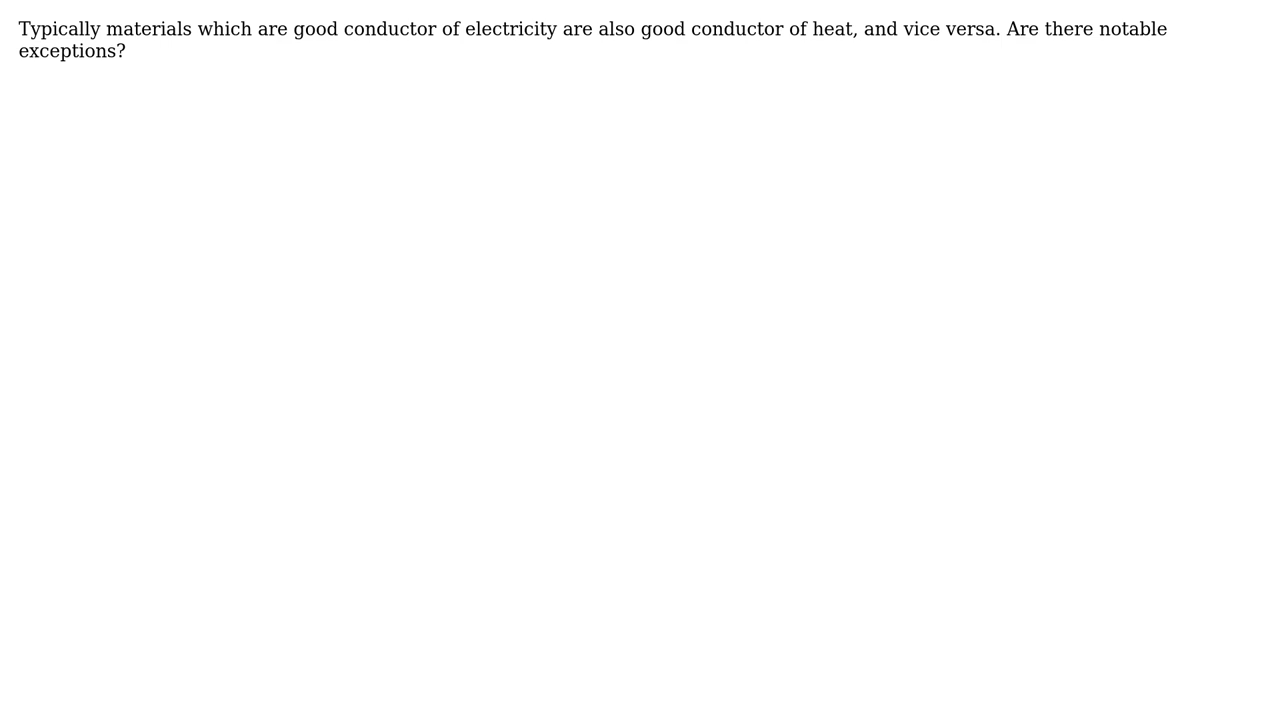 Typically materials which are good conductor of electricity are also good conductor of heat, and vice versa. Are there notable
exceptions?